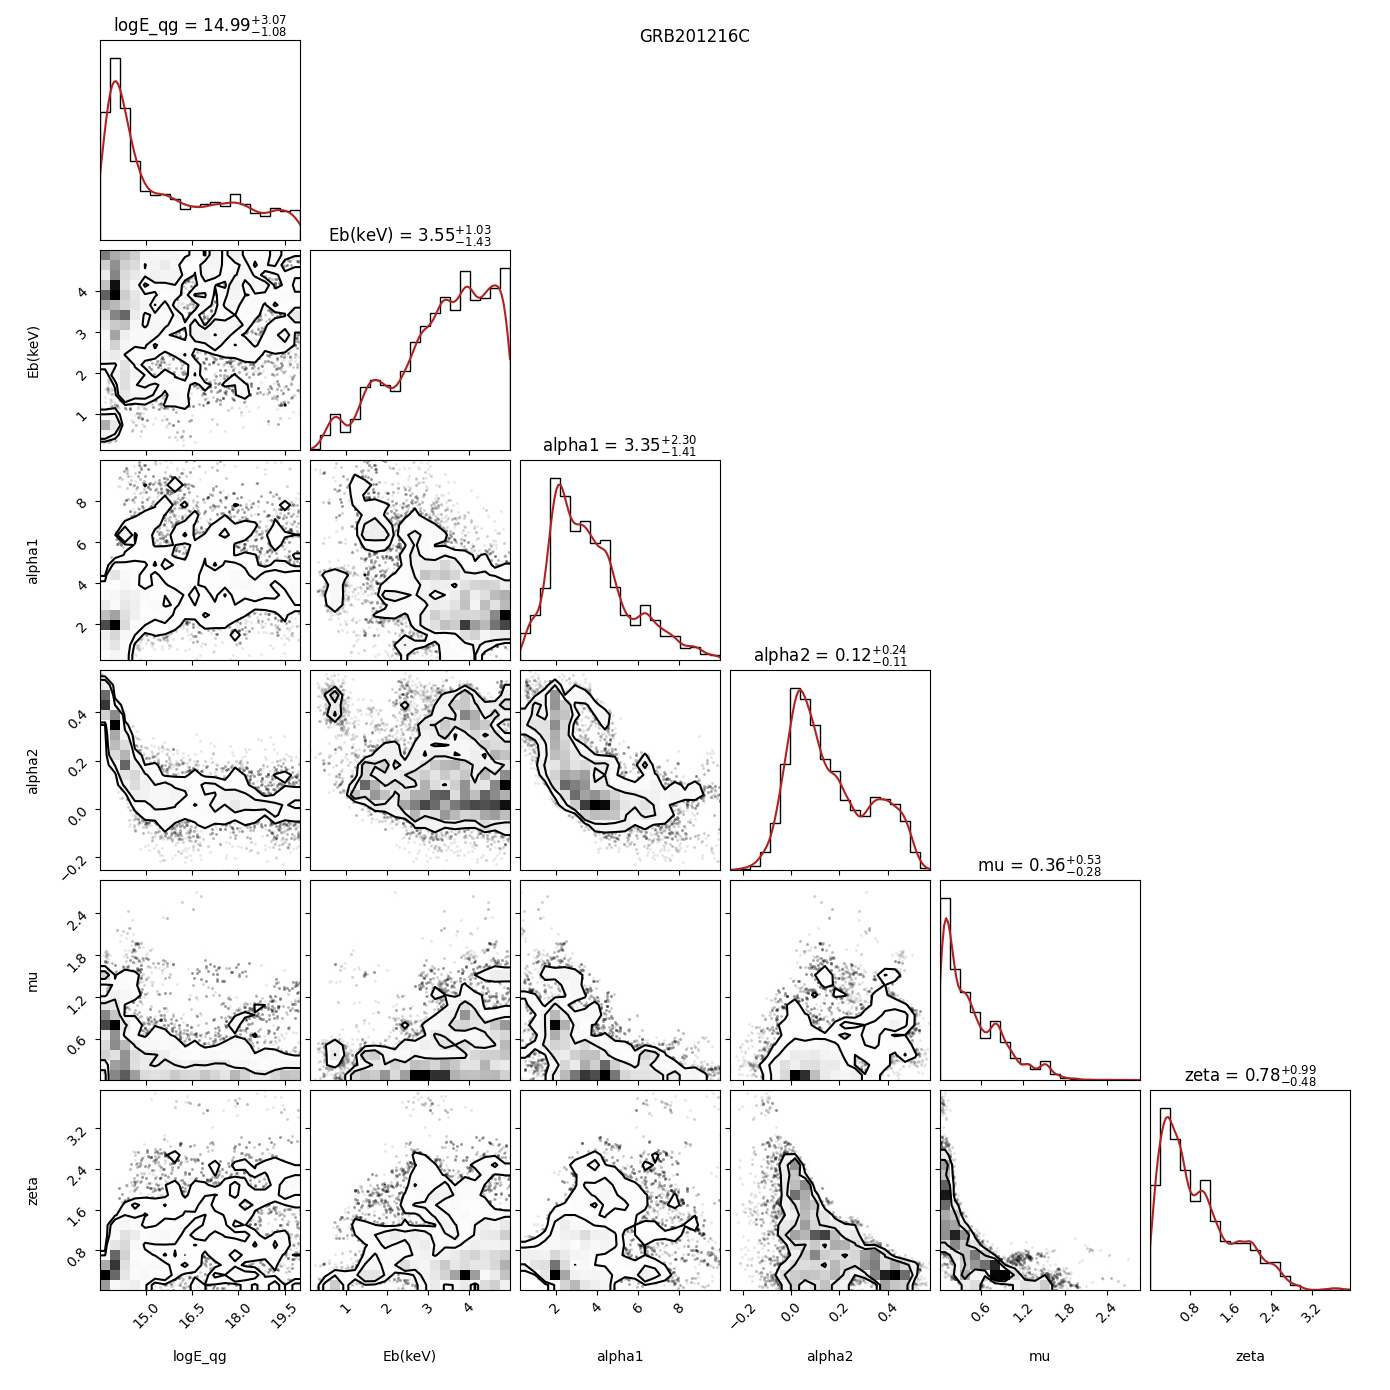 GRB201216C
logE_qg = 14.99+3.07−1.08
Eb(keV) = 3.55+1.03−1.43
Eb(keV)
4
3
2
1
alpha1 = 3.35+2.30−1.41
alpha1
8
6
4
2
alpha2 = 0.12+0.24−0.11
alpha2
0.4
0.2
0.0
−0.2
mu = 0.36+0.53−0.28
mu
2.4
1.8
1.2
0.6
zeta = 0.78+0.99−0.48
zeta
3.2
2.4
1.6
0.8
15.0 16.5 18.0 19.5 1 2 3 4 2 4 6 8 −0.2 0.0 0.2 0.4 0.6 1.2 1.8 2.4 0.8 1.6 2.4 3.2
logE_qg Eb(keV) alpha1 alpha2 mu zeta